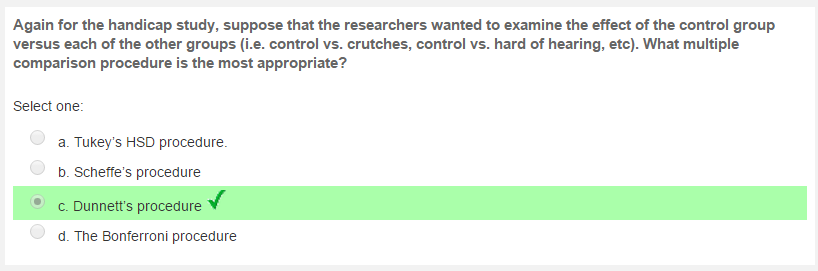 Again for the handicap study, suppose that the researchers wanted to examine the effect of the control group
versus each of the other groups (i.e. control vs. crutches, control vs. hard of hearing, etc). What multiple
comparison procedure is the most appropriate?
Select one:
a. Tukey's HSD procedure.
b. Scheffe's procedure
c. Dunnett's procedure
d. The Bonferroni procedure